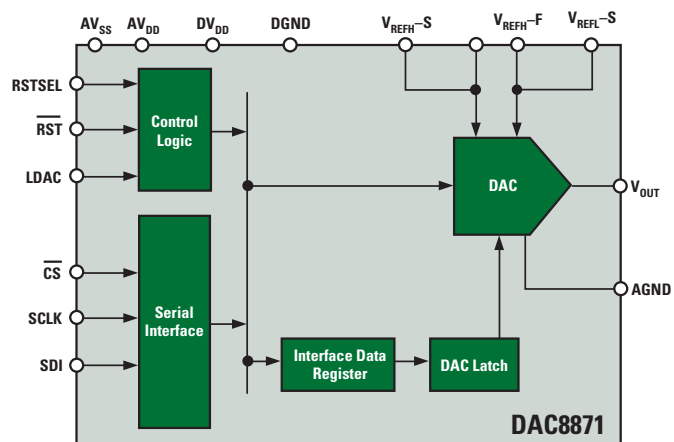 AVSS AVDD DVDD DGND VREFH–S VREFH–F VREFL–S
RSTSEL
RST
LDAC
Control
Logic
DAC
VOUT
CS
SCLK
SDI
Serial
Interface
AGND
Interface Data
Register
DAC Latch
DAC8871